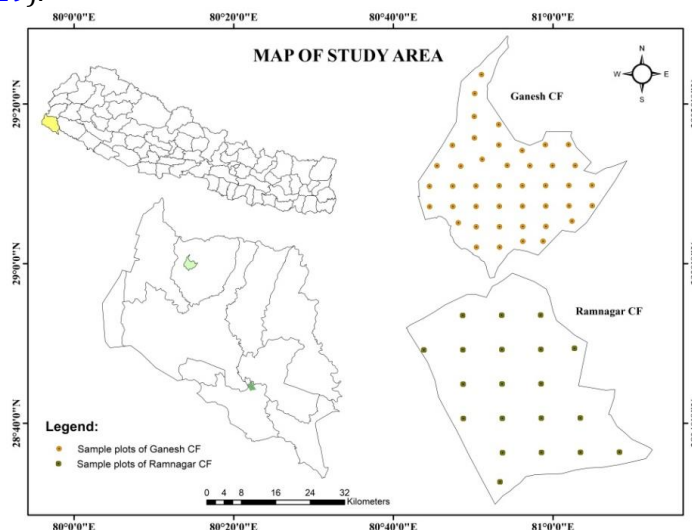 80°0'0"E 80°20'0"E 80°40'0"E 81°0'0"E
MAP OF STUDY AREA
N
W E
S
Ganesh CF
29°20'0"N
29°0'0"N
Ramnagar CF
28°40'0"N
Legend:
Sample plots of Ganesh CF
Sample plots of Ramnagar CF
0 4 8 16 24 32
Kilometers
80°0'0"E 80°20'0"E 80°40'0"E 81°0'0"E